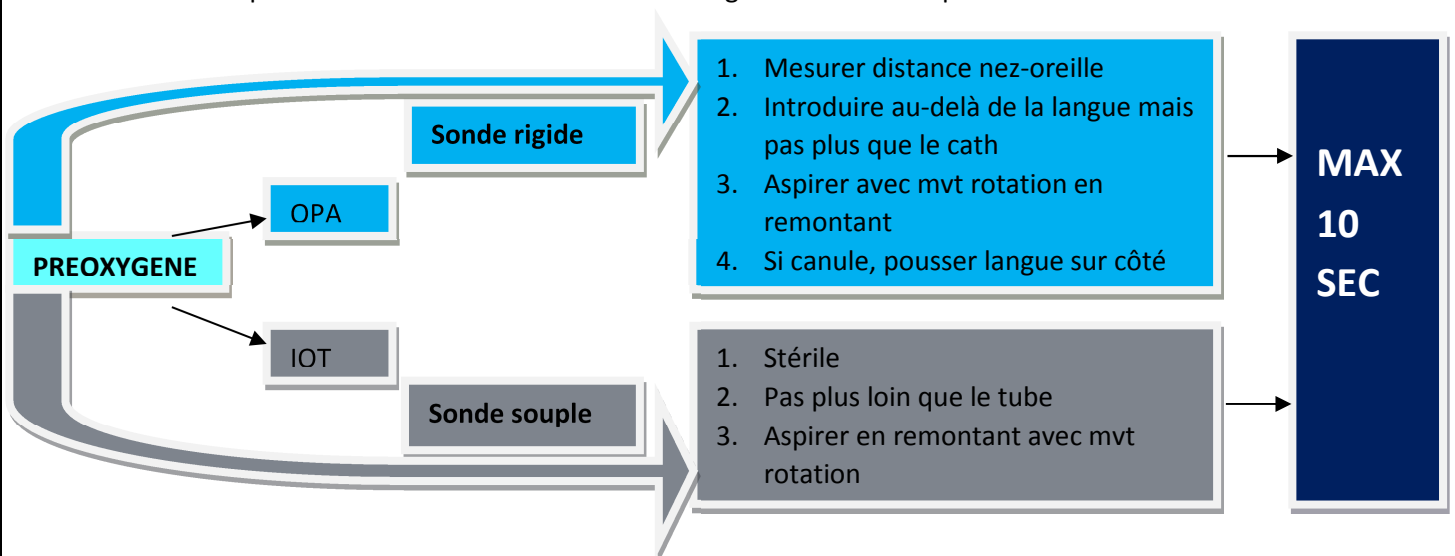 1. Mesurer distance nez-oreille
2. Introduire au-delà de la langue mais
pas plus que le cath
3. Aspirer avec mvt rotation en
remontant
4. Si canule, pousser langue sur côté
Sonde rigide
OPA
PREOXYGENE
IOT
Sonde souple
1. Stérile
2. Pas plus loin que le tube
3. Aspirer en remontant avec mvt
rotation
MAX
10
SEC